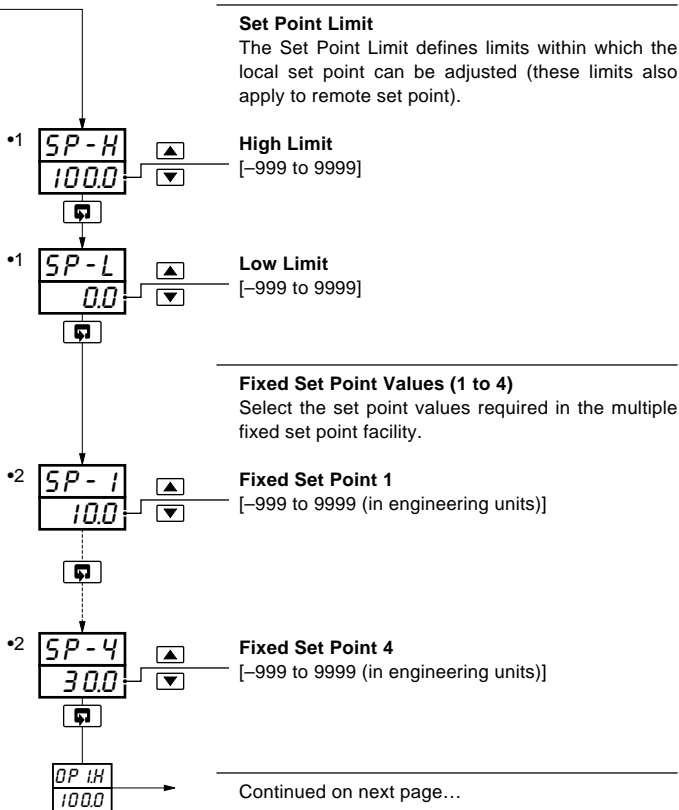 Set Point Limit
The Set Point Limit defines limits within which the
local set point can be adjusted (these limits also
apply to remote set point).
•1 SP-H
100.0
High Limit
[–999 to 9999]
•1 SP-L
0.0
Low Limit
[–999 to 9999]
Fixed Set Point Values (1 to 4)
Select the set point values required in the multiple
fixed set point facility.
•2 SP-1
10.0
Fixed Set Point 1
[–999 to 9999 (in engineering units)]
•2 SP-4
30.0
Fixed Set Point 4
[–999 to 9999 (in engineering units)]
OP1.H
100.0
Continued on next page…